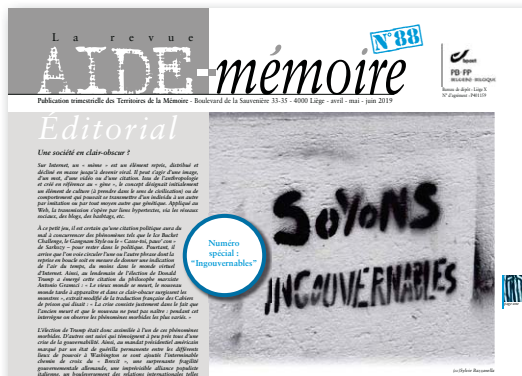 La revue
N°88
AIDE-mémoire
bpost
PB-PP
BELGIE(N)-BELGIQUE
Publication trimestrielle des Territoires de la Mémoire - Boulevard de la Sauvenière 33-35 - 4000 Liège - avril - mai - juin 2019
Bureau de dépôt - Liège X
N° d'agrément : P401159
Éditorial
Une société en clair-obscur ?
Sur Internet, un « mème » est un élément repris, distribué et
décliné en masse jusqu'à devenir viral. Il peut s'agir d'une image,
d'un mot, d'une vidéo ou d'une citation. Issu de l'anthropologie
et créé en référence au « gène », le concept désignait initialement
un élément de culture (à prendre dans le sens de civilisation) ou de
comportement qui pouvait se transmettre d'un individu à un autre
par imitation ou par tout moyen autre que génétique. Appliqué au
Web, la transmission s'opère par liens hypertextes, via les réseaux
sociaux, des blogs, des hashtags, etc.
À ce petit jeu, il est certain qu'une citation politique aura du
mal à concurrencer des phénomènes tels que le Ice Bucket
Challenge, le Gangnam Style ou le « Casse-toi, pauv' con »
de Sarkozy – pour rester dans le politique. Pourtant, il
arrive que l'on voie circuler l'une ou l'autre phrase dont la
reprise en boucle soit en mesure de donner une indication
de l'air du temps, du moins dans le monde virtuel
d'Internet. Ainsi, au lendemain de l'élection de Donald
Trump a émergé cette citation du philosophe marxiste
Antonio Gramsci : « Le vieux monde se meurt, le nouveau
monde tarde à apparaître et dans ce clair-obscur surgissent les
monstres », extrait modifié de la traduction française des Cahiers
de prison qui disait : « La crise consiste justement dans le fait que
l'ancien meurt et que le nouveau ne peut pas naître : pendant cet
interrègne on observe les phénomènes morbides les plus variés. »
L'élection de Trump était donc assimilée à l'un de ces phénomènes
morbides. D'autres ont suivi qui témoignent à peu près tous d'une
crise de la gouvernabilité. Ainsi, au mandat présidentiel américain
marqué par un état de guérilla permanente entre les différents
lieux de pouvoir à Washington se sont ajoutés l'interminable
chemin de croix du « Brexit », une surprenante fragilité
gouvernementale allemande, une imprévisible alliance populiste
italienne, un bouleversement des relations internationales telles
Numéro
spécial :
“Ingouvernables”
SOYONS
INGOUVERNABLES